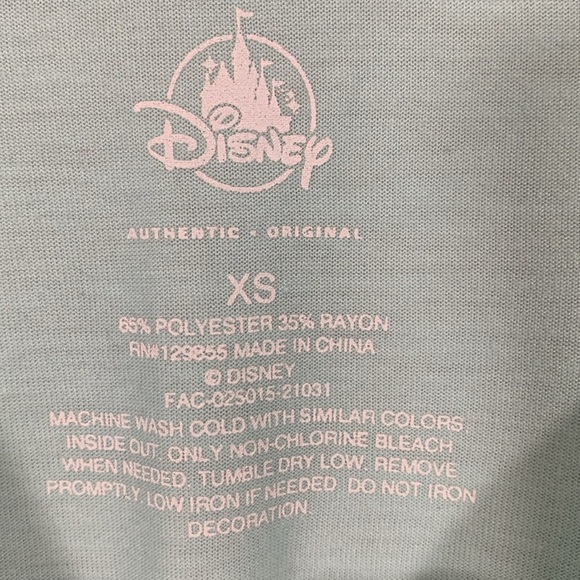 Disney
AUTHENTIC • ORIGINAL
XS
65% POLYESTER 35% RAYON
RN#129855 MADE IN CHINA
© DISNEY
FAC-025015-21031
MACHINE WASH COLD WITH SIMILAR COLORS
INSIDE OUT. ONLY NON-CHLORINE BLEACH
WHEN NEEDED. TUMBLE DRY LOW. REMOVE
PROMPTLY. LOW IRON IF NEEDED. DO NOT IRON
DECORATION.